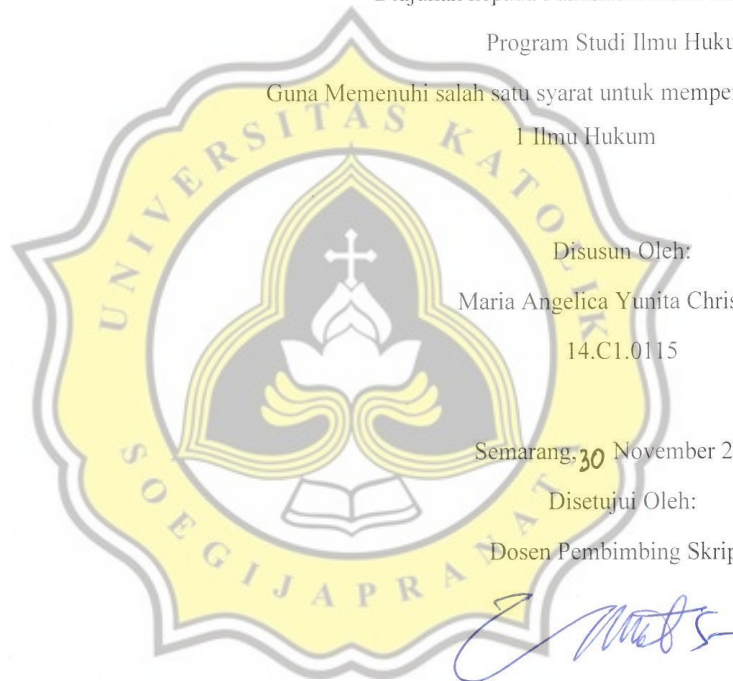 Program Studi Ilmu Huku
Guna Memenuhi salah satu syarat untuk mempe
1 Ilmu Hukum
Disusun Oleh:
Maria Angelica Yunita Chris
14.C1.0115
Semarang, 30 November 2
Disetujui Oleh:
Dosen Pembimbing Skrip
UNIVERSITAS KATOLIK
SOEGIJAPRANATA